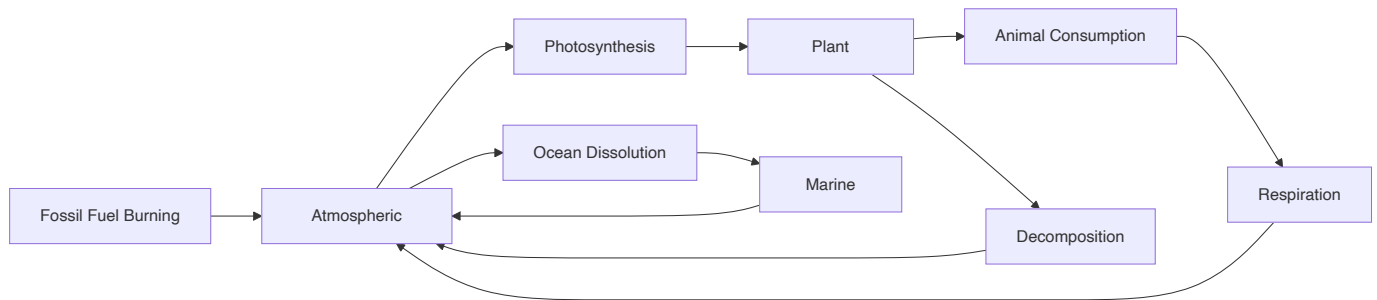 Photosynthesis
Plant
Animal Consumption
Ocean Dissolution
Marine
Fossil Fuel Burning
Atmospheric
Decomposition
Respiration